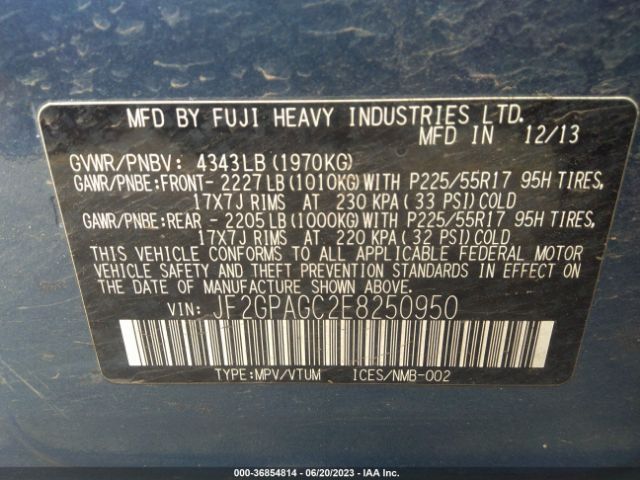 MFD BY FUJI HEAVY INDUSTRIES LTD.
MFD IN 12/13
GVWR/PNBV: 4343LB(1970KG)
GAWR/PNBE:FRONT- 2227LB(1010KG)WITH P225/55R17 95H TIRES,
17X7J RIMS AT 230 KPA(33 PSI)COLD
GAWR/PNBE:REAR - 2205LB(1000KG)WITH P225/55R17 95H TIRES,
17X7J RIMS AT 220 KPA(32 PSI)COLD
THIS VEHICLE CONFORMS TO ALL APPLICABLE FEDERAL MOTOR
VEHICLE SAFETY AND THEFT PREVENTION STANDARDS IN EFFECT ON
THE DATE OF MANUFACTURE SHOWN ABOVE.
VIN: JF2GPAGC2E8250950
TYPE:MPV/VTUM ICES/NMB-002
000-36854814 - 06/20/2023 - IAA Inc.